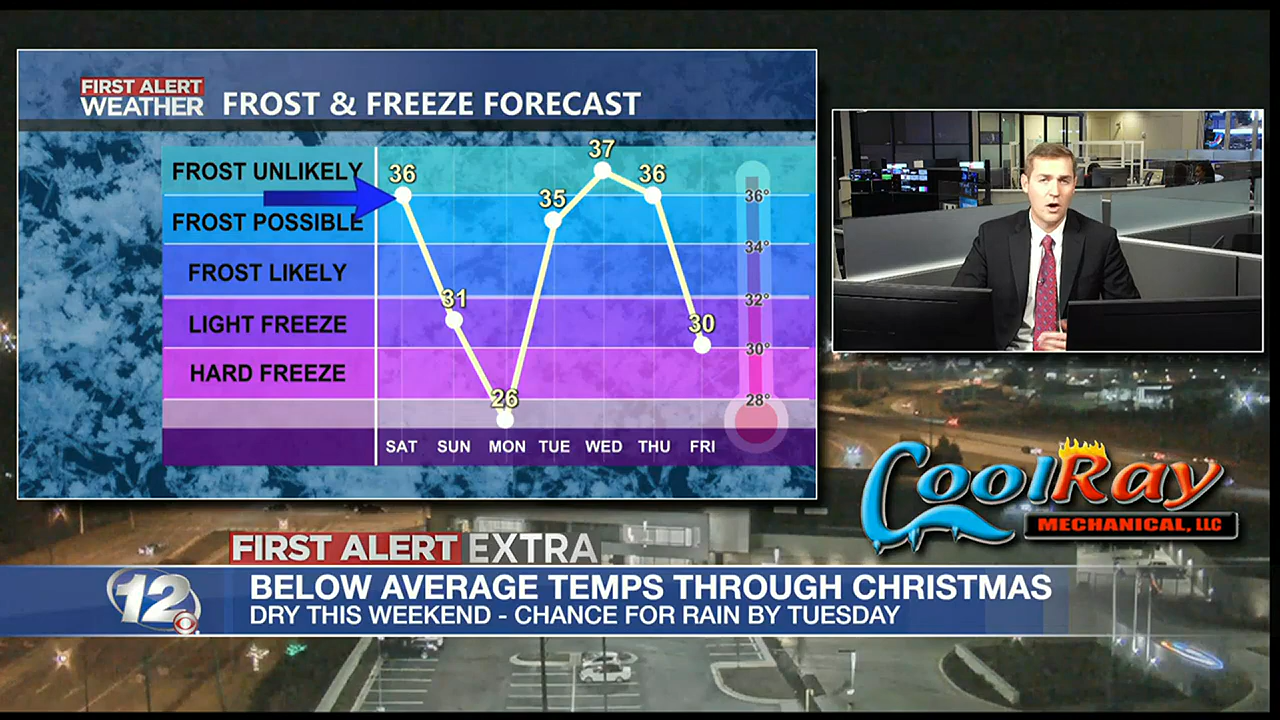 FIRST ALERT
WEATHER
FROST & FREEZE FORECAST
FROST UNLIKELY
FROST POSSIBLE
FROST LIKELY
LIGHT FREEZE
HARD FREEZE
36
31
26
35
37
36
30
36°
34°
32°
30°
28°
SAT SUN MON TUE WED THU FRI
CoolRay
MECHANICAL, LLC
FIRST ALERT EXTRA
12
BELOW AVERAGE TEMPS THROUGH CHRISTMAS
DRY THIS WEEKEND - CHANCE FOR RAIN BY TUESDAY